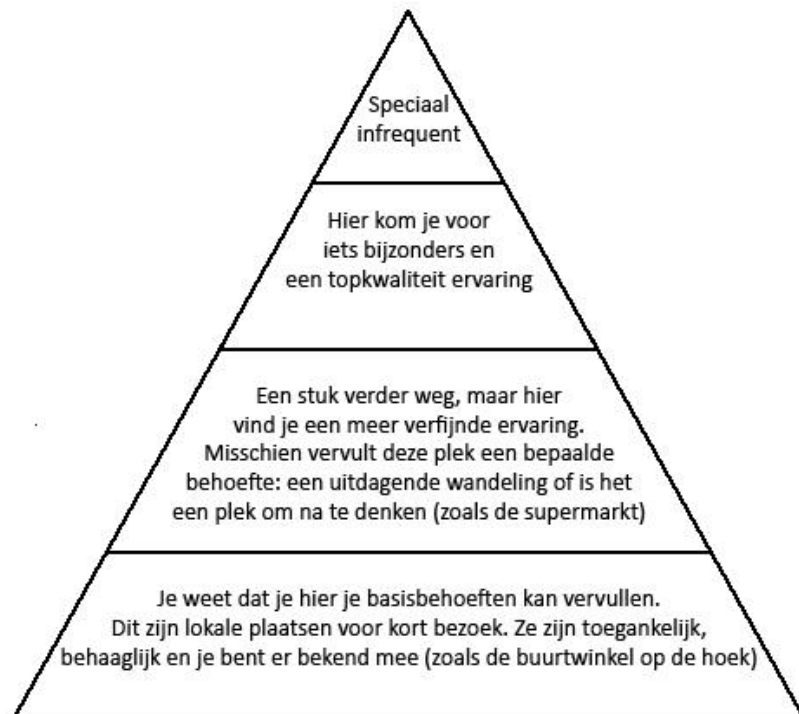 Speciaal
infrequent
Hier kom je voor
iets bijzonders en
een topkwaliteit ervaring
Een stuk verder weg, maar hier
vind je een meer verfijnde ervaring.
Misschien vervult deze plek een bepaalde
behoefte: een uitdagende wandeling of is het
een plek om na te denken (zoals de supermarkt)
Je weet dat je hier je basisbehoeften kan vervullen.
Dit zijn lokale plaatsen voor kort bezoek. Ze zijn toegankelijk,
behaaglijk en je bent er bekend mee (zoals de buurtwinkel op de hoek)